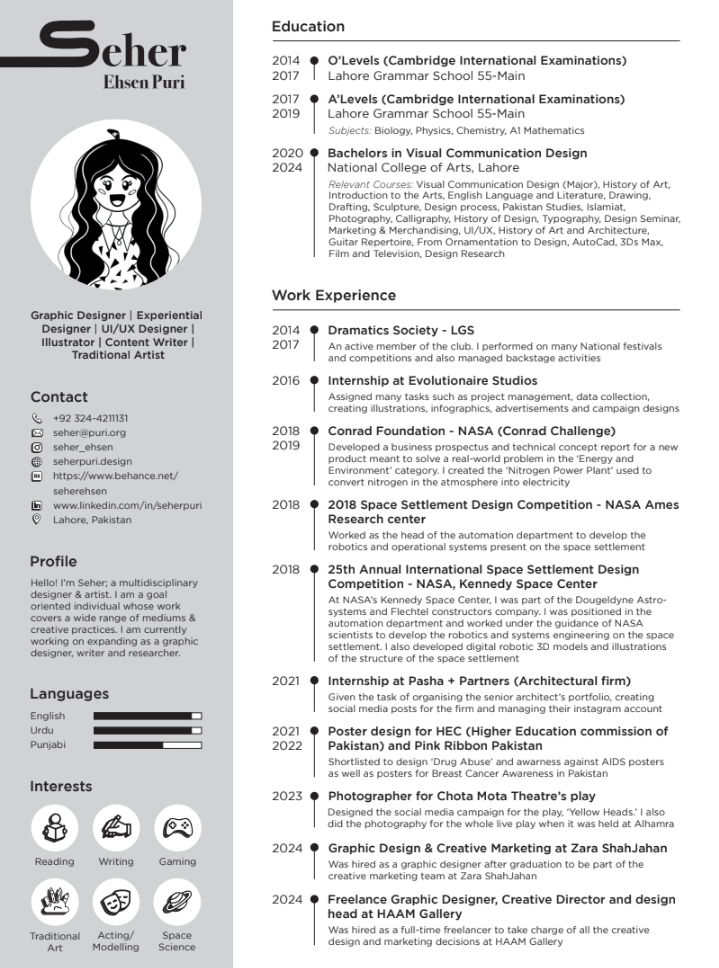 Seher
Ehsen Puri
Graphic Designer | Experiential
Designer | UI/UX Designer |
Illustrator | Content Writer |
Traditional Artist
Contact
+92 324-4211131
seher@puri.org
seher_ehsen
seherpuri.design
https://www.behance.net/
seherehsen
www.linkedin.com/in/seherpuri
Lahore, Pakistan
Profile
Hello! I'm Seher; a multidisciplinary
designer & artist. I am a goal
oriented individual whose work
covers a wide range of mediums &
creative practices. I am currently
working on expanding as a graphic
designer, writer and researcher.
Languages
English
Urdu
Punjabi
Interests
Reading
Writing
Gaming
Traditional
Art
Acting/
Modelling
Space
Science
Education
2014
2017
O'Levels (Cambridge International Examinations)
Lahore Grammar School 55-Main
2017
2019
A'Levels (Cambridge International Examinations)
Lahore Grammar School 55-Main
Subjects: Biology, Physics, Chemistry, A1 Mathematics
2020
2024
Bachelors in Visual Communication Design
National College of Arts, Lahore
Relevant Courses: Visual Communication Design (Major), History of Art,
Introduction to the Arts, English Language and Literature, Drawing,
Drafting, Sculpture, Design process, Pakistan Studies, Islamiat,
Photography, Calligraphy, History of Design, Typography, Design Seminar,
Marketing & Merchandising, UI/UX, History of Art and Architecture,
Guitar Repertoire, From Ornamentation to Design, AutoCad, 3Ds Max,
Film and Television, Design Research
Work Experience
2014
2017
Dramatics Society - LGS
An active member of the club. I performed on many National festivals
and competitions and also managed backstage activities
2016
Internship at Evolutionaire Studios
Assigned many tasks such as project management, data collection,
creating illustrations, infographics, advertisements and campaign designs
2018
2019
Conrad Foundation - NASA (Conrad Challenge)
Developed a business prospectus and technical concept report for a new
product meant to solve a real-world problem in the 'Energy and
Environment' category. I created the 'Nitrogen Power Plant' used to
convert nitrogen in the atmosphere into electricity
2018
2018 Space Settlement Design Competition - NASA Ames
Research center
Worked as the head of the automation department to develop the
robotics and operational systems present on the space settlement
2018
25th Annual International Space Settlement Design
Competition - NASA, Kennedy Space Center
At NASA's Kennedy Space Center, I was part of the Dougeldyne Astro-
systems and Flechtel constructors company. I was positioned in the
automation department and worked under the guidance of NASA
scientists to develop the robotics and systems engineering on the space
settlement. I also developed digital robotic 3D models and illustrations
of the structure of the space settlement
2021
Internship at Pasha + Partners (Architectural firm)
Given the task of organising the senior architect's portfolio, creating
social media posts for the firm and managing their instagram account
2021
2022
Poster design for HEC (Higher Education commission of
Pakistan) and Pink Ribbon Pakistan
Shortlisted to design 'Drug Abuse' and awarness against AIDS posters
as well as posters for Breast Cancer Awareness in Pakistan
2023
Photographer for Chota Mota Theatre's play
Designed the social media campaign for the play, 'Yellow Heads.' I also
did the photography for the whole live play when it was held at Alhamra
2024
Graphic Design & Creative Marketing at Zara ShahJahan
Was hired as a graphic designer after graduation to be part of the
creative marketing team at Zara ShahJahan
2024
Freelance Graphic Designer, Creative Director and design
head at HAAM Gallery
Was hired as a full-time freelancer to take charge of all the creative
design and marketing decisions at HAAM Gallery